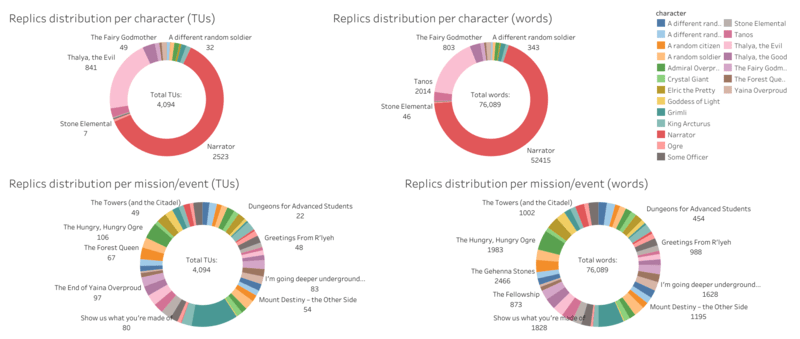 Replics distribution per character (TUs)
The Fairy Godmother
49
A different random soldier
32
Thalya, the Evil
841
Total TUs:
4,094
Stone Elemental
7
Narrator
2523
Replics distribution per character (words)
The Fairy Godmother
803
A different random soldier
343
Tanos
2014
Total words:
76,089
Stone Elemental
46
Narrator
52415
character
A different rand..
A different rand..
A random citizen
A random soldier
Admiral Overpr..
Crystal Giant
Elric the Pretty
Goddess of Light
Grimli
King Arcturus
Narrator
Ogre
Some Officer
Stone Elemental
Tanos
Thalya, the Evil
Thalya, the Good
The Fairy Godm..
The Forest Que..
Yaina Overproud
Replics distribution per mission/event (TUs)
The Towers (and the Citadel)
49
Dungeons for Advanced Students
22
The Hungry, Hungry Ogre
106
Greetings From R'lyeh
48
The Forest Queen
67
Total TUs:
4,094
I'm going deeper underground...
83
The End of Yaina Overproud
97
Mount Destiny – the Other Side
54
Show us what you're made of
80
Replics distribution per mission/event (words)
The Towers (and the Citadel)
1002
Dungeons for Advanced Students
454
The Hungry, Hungry Ogre
1983
Greetings From R'lyeh
988
The Gehenna Stones
2466
Total words:
76,089
I'm going deeper underground...
1628
The Fellowship
873
Mount Destiny – the Other Side
1195
Show us what you're made of
1828